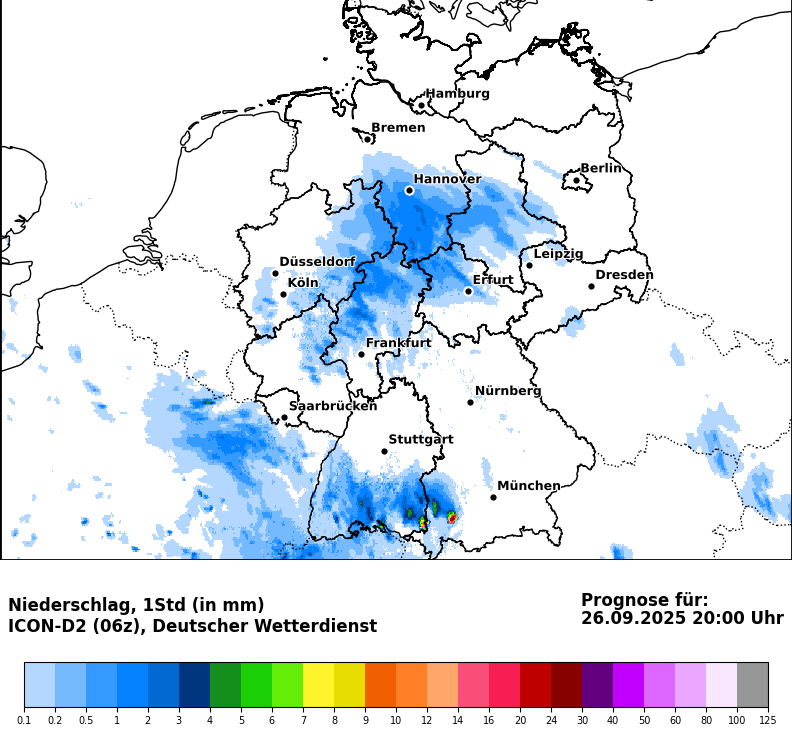 Hamburg
Bremen
Berlin
Hannover
Leipzig
Düsseldorf
Dresden
Köln
Erfurt
Frankfurt
Nürnberg
Saarbrücken
Stuttgart
München
Niederschlag, 1Std (in mm)
ICON-D2 (06z), Deutscher Wetterdienst
Prognose für:
26.09.2025 20:00 Uhr
0.1 0.2 0.5 1 2 3 4 5 6 7 8 9 10 12 14 16 20 24 30 40 50 60 80 100 125